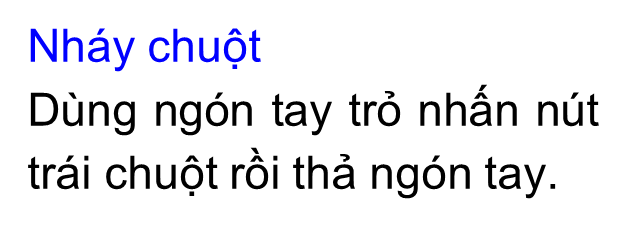 Nháy chuột
Dùng ngón tay trỏ nhấn nút
trái chuột rồi thả ngón tay.